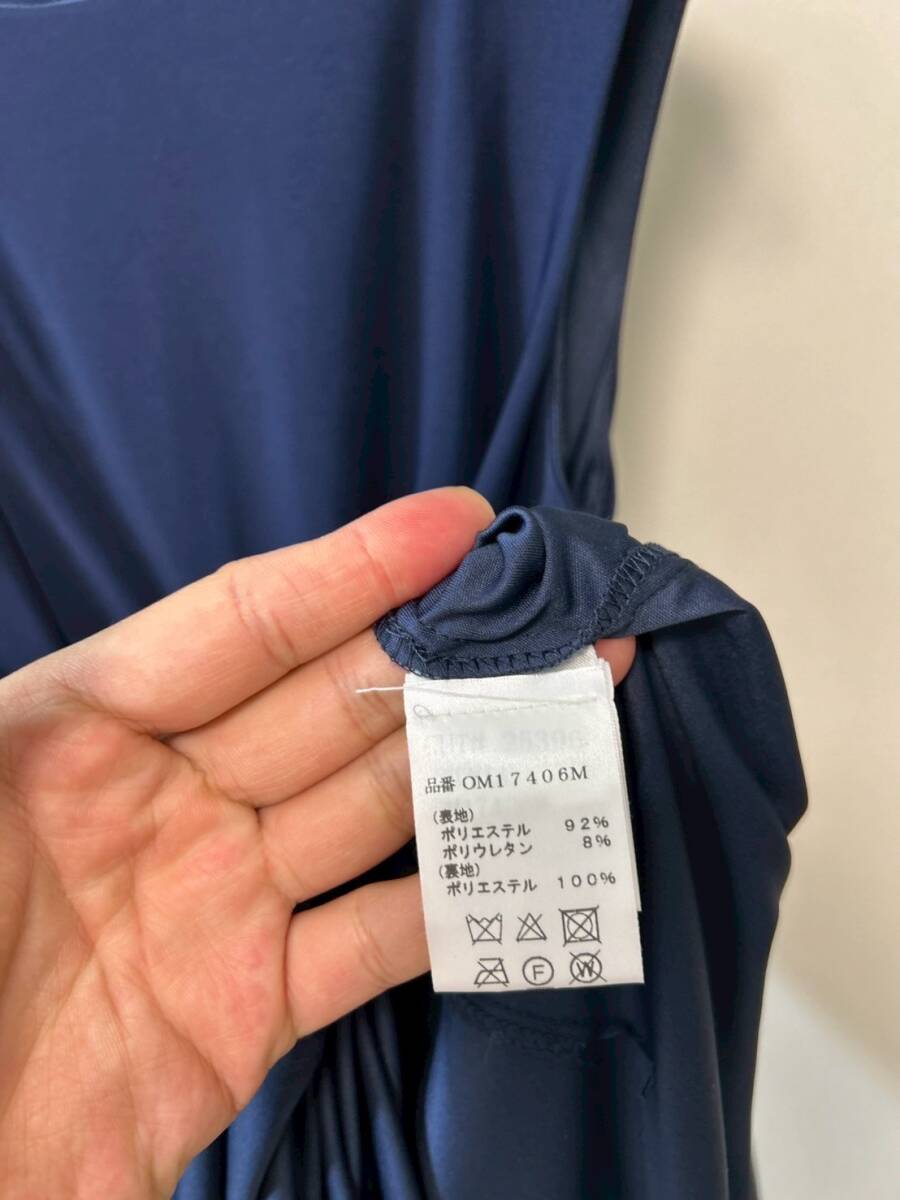 品番 OM17406M
(表地)
ポリエステル 92%
ポリウレタン 8%
(裏地)
ポリエステル 100%
F
W